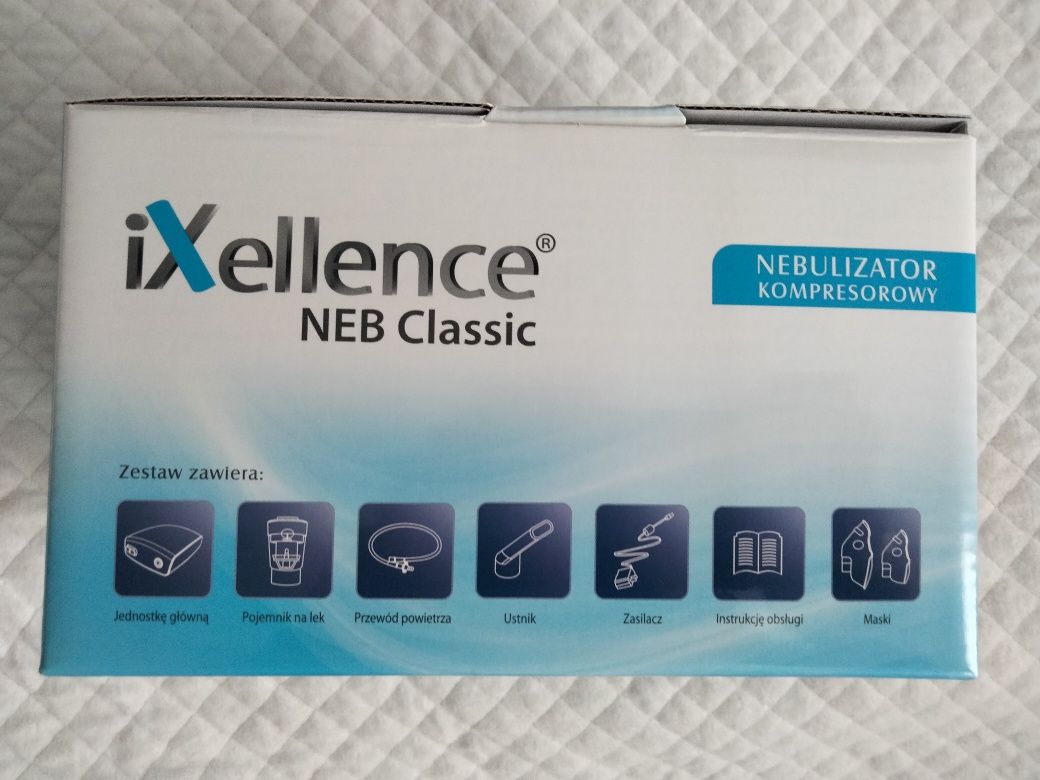 iXellence®
NEB Classic
NEBULIZATOR
KOMPRESOROWY
Zestaw zawiera:
Jednostkę główną
Pojemnik na lek
Przewód powietrza
Ustnik
Zasilacz
Instrukcję obsługi
Maski